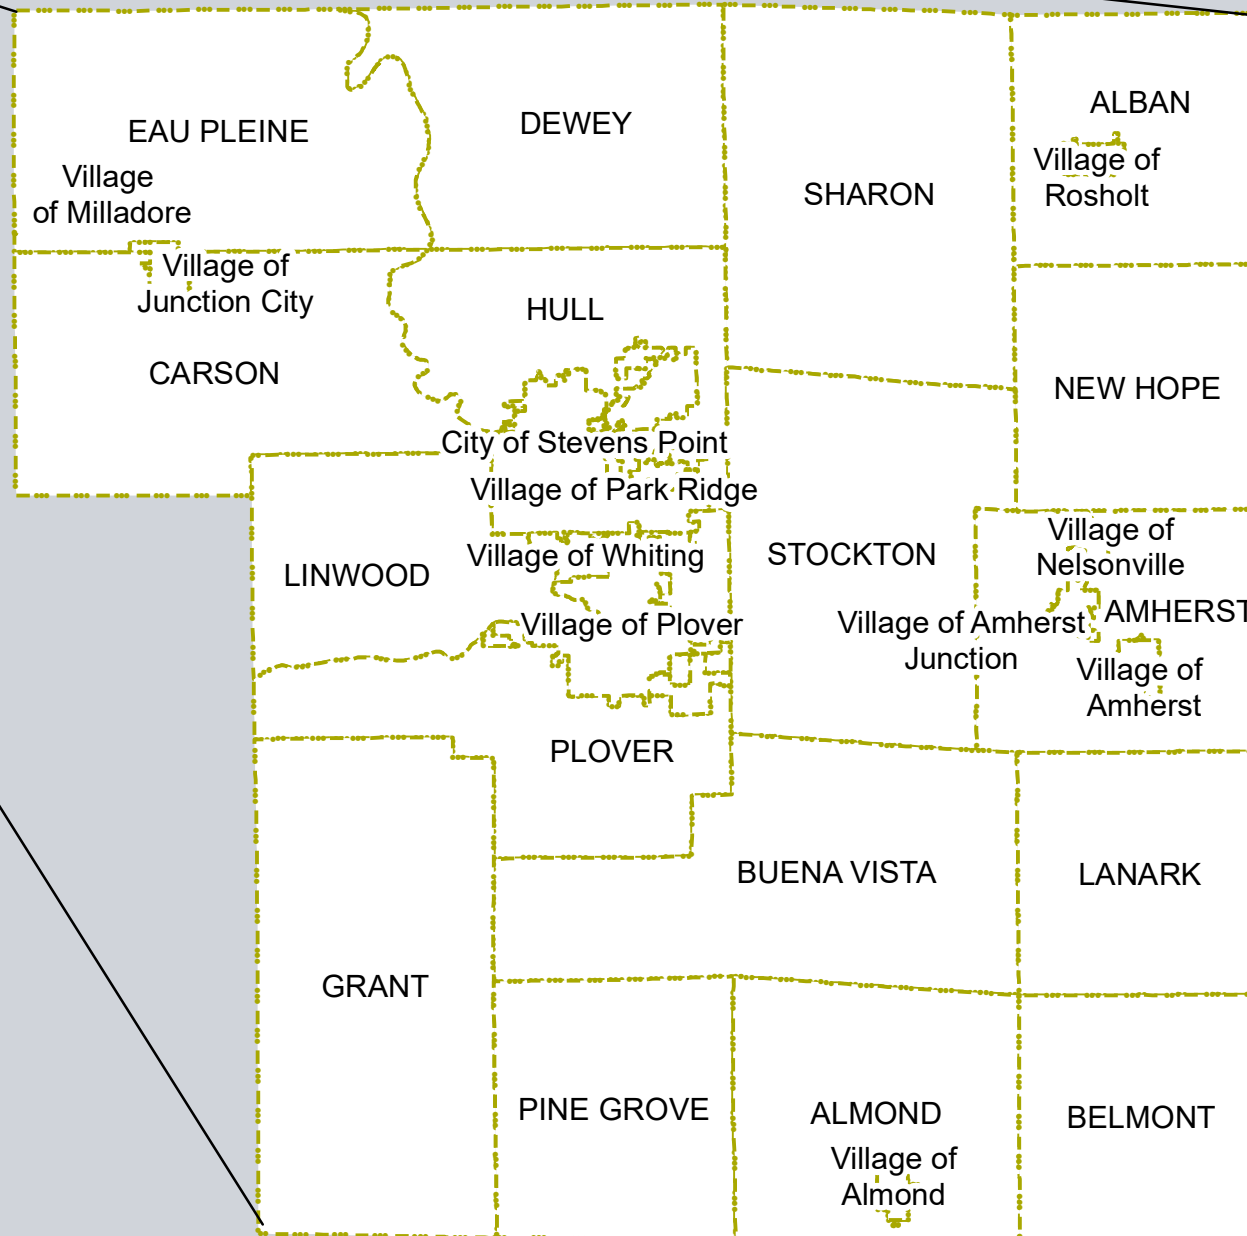 ALBAN
DEWEY
EAU PLEINE
Village of
Rosholt
Village
of Milladore
SHARON
Village of
Junction City
HULL
CARSON
NEW HOPE
City of Stevens Point
Village of Park Ridge
Village of
Nelsonville
Village of Whiting
STOCKTON
LINWOOD
AMHERST
Village of Plover
Village of Amherst
Junction
Village of
Amherst
PLOVER
BUENA VISTA
LANARK
GRANT
PINE GROVE
ALMOND
BELMONT
Village of
Almond